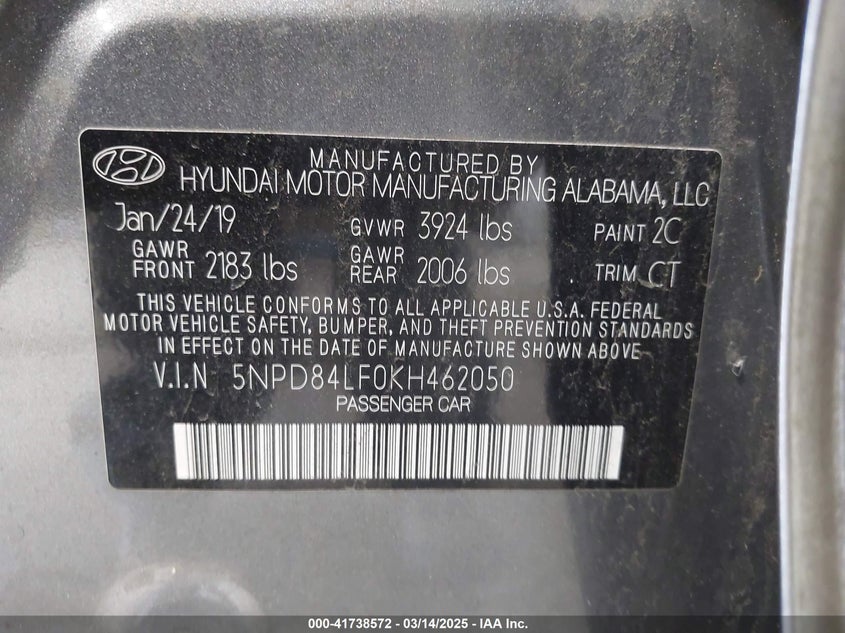 MANUFACTURED BY
HYUNDAI MOTOR MANUFACTURING ALABAMA, LLC
Jan/24/19 GVWR 3924 lbs PAINT 2C
GAWR FRONT 2183 lbs GAWR REAR 2006 lbs TRIM CT
THIS VEHICLE CONFORMS TO ALL APPLICABLE U.S.A. FEDERAL
MOTOR VEHICLE SAFETY, BUMPER, AND THEFT PREVENTION STANDARDS
IN EFFECT ON THE DATE OF MANUFACTURE SHOWN ABOVE.
V.I.N 5NPD84LF0KH462050
PASSENGER CAR
000-41738572 - 03/14/2025 - IAA Inc.